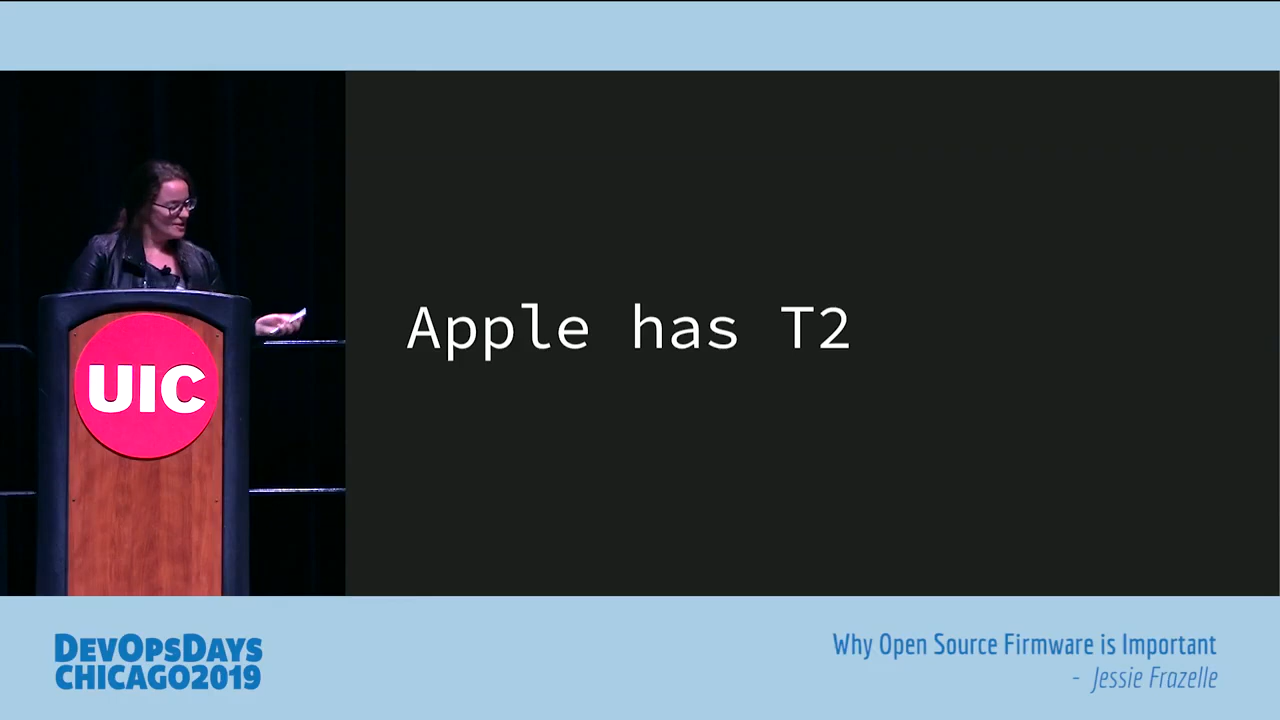 Apple has T2
UIC
DEVOPSDAYS
CHICAGO2019
Why Open Source Firmware is Important
- Jessie Frazelle